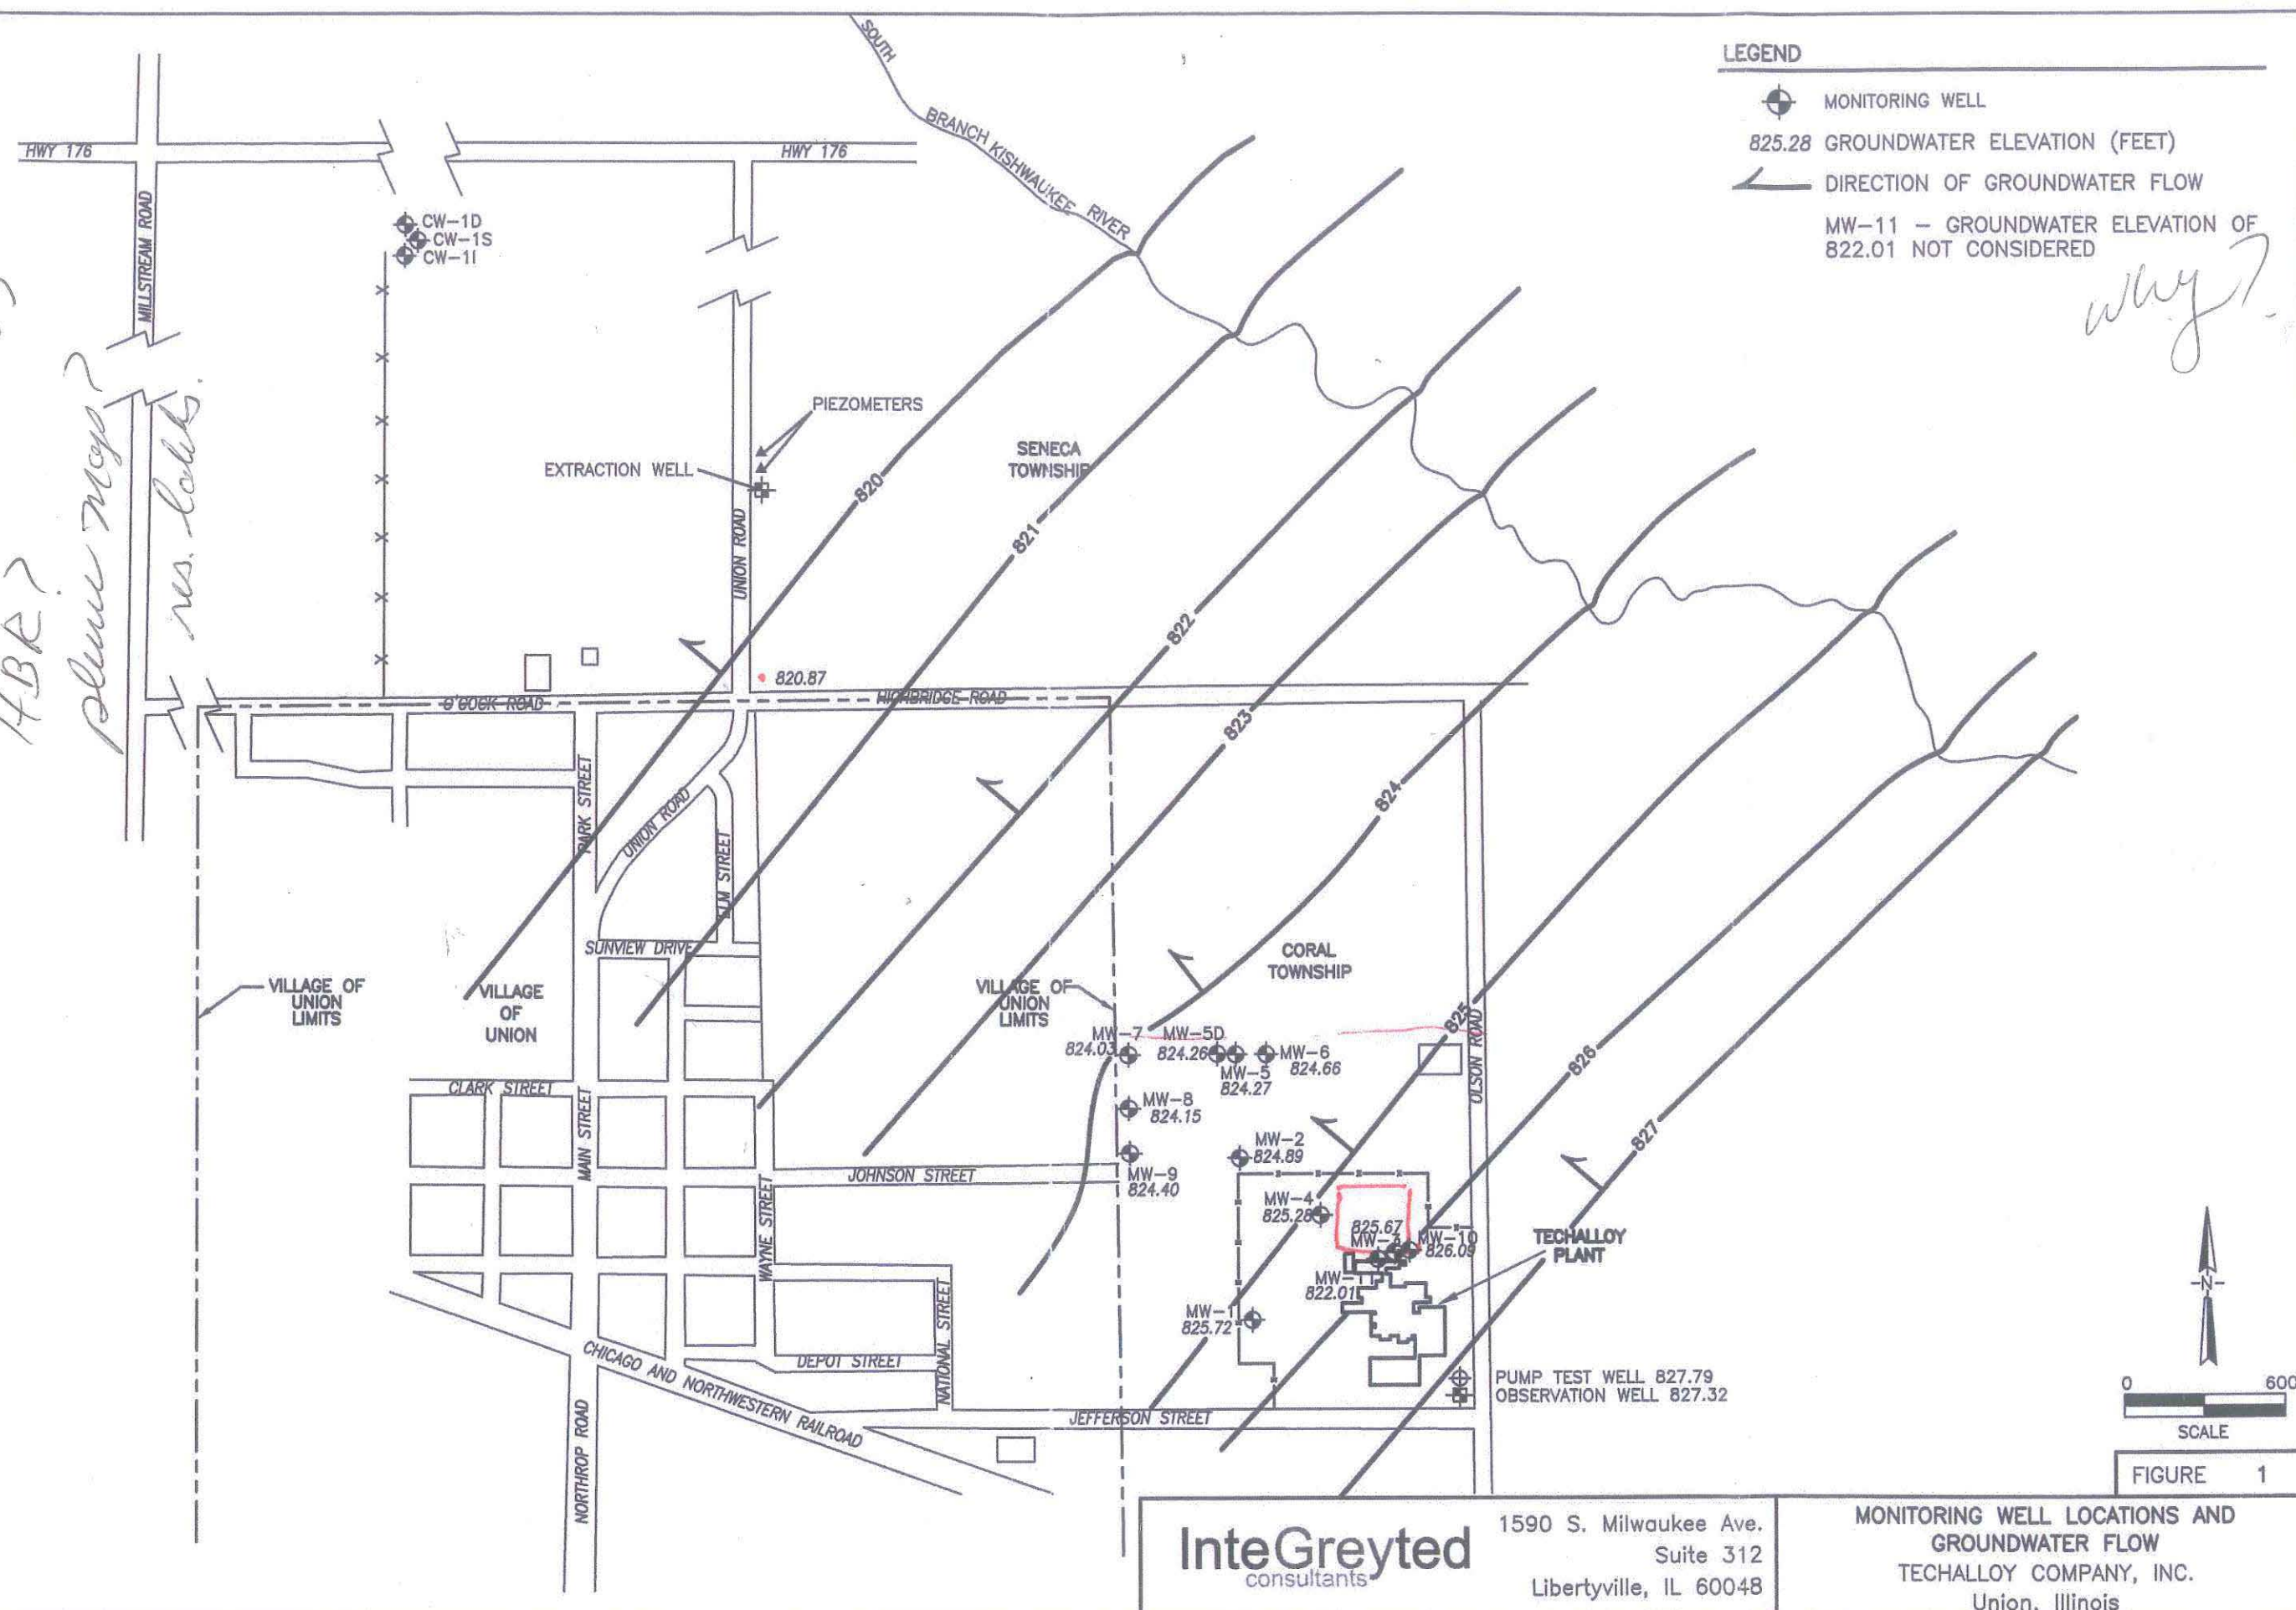 SOUTH
BRANCH KISHWAUKEE RIVER
LEGEND
MONITORING WELL
825.28 GROUNDWATER ELEVATION (FEET)
DIRECTION OF GROUNDWATER FLOW
MW-11 - GROUNDWATER ELEVATION OF
822.01 NOT CONSIDERED
why?
HWY 176
HWY 176
MILLSTREAM ROAD
CW-1D
CW-1S
CW-1I
PIEZOMETERS
EXTRACTION WELL
UNION ROAD
SENECA
TOWNSHIP
HBR?
plume maps?
res.
820
821
822
823
824
825
826
827
820.87
O'COCK ROAD
HIGHBRIDGE ROAD
PARK STREET
UNION ROAD
ELM STREET
SUNVIEW DRIVE
VILLAGE OF
UNION
LIMITS
VILLAGE
OF
UNION
VILLAGE OF
UNION
LIMITS
CORAL
TOWNSHIP
OLSON ROAD
MW-7
824.03
MW-5D
824.26
MW-5
824.27
MW-6
824.66
MW-8
824.15
MW-9
824.40
MW-2
824.89
MW-4
825.28
825.67
MW-3
MW-10
826.09
MW-11
822.01
MW-1
825.72
TECHALLOY
PLANT
CLARK STREET
MAIN STREET
JOHNSON STREET
WAYNE STREET
NATIONAL STREET
DEPOT STREET
CHICAGO AND NORTHWESTERN RAILROAD
JEFFERSON STREET
NORTHROP ROAD
PUMP TEST WELL 827.79
OBSERVATION WELL 827.32
N
0 600
SCALE
FIGURE 1
InteGreyted
consultants
1590 S. Milwaukee Ave.
Suite 312
Libertyville, IL 60048
MONITORING WELL LOCATIONS AND
GROUNDWATER FLOW
TECHALLOY COMPANY, INC.
Union, Illinois